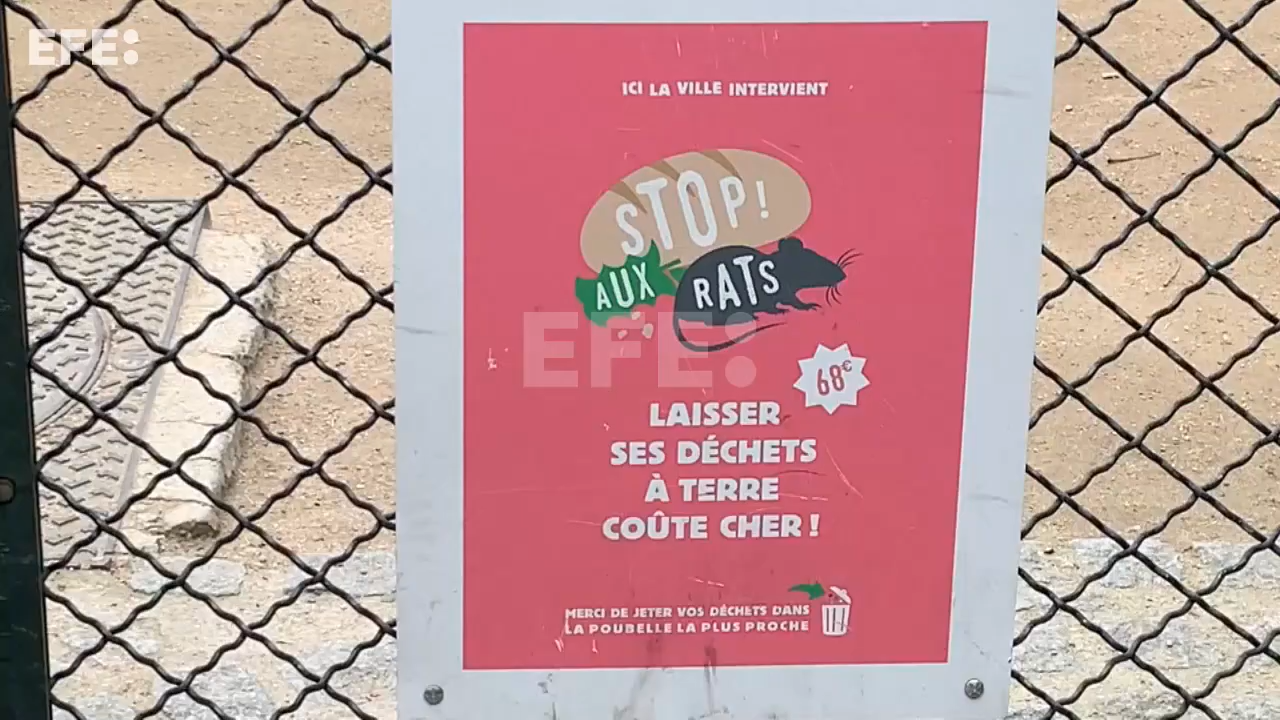 EFE:
ICI LA VILLE INTERVIENT
STOP!
AUX RATS
EFE:
68€
LAISSER
SES DÉCHETS
À TERRE
COÛTE CHER !
MERCI DE JETER VOS DÉCHETS DANS
LA POUBELLE LA PLUS PROCHE